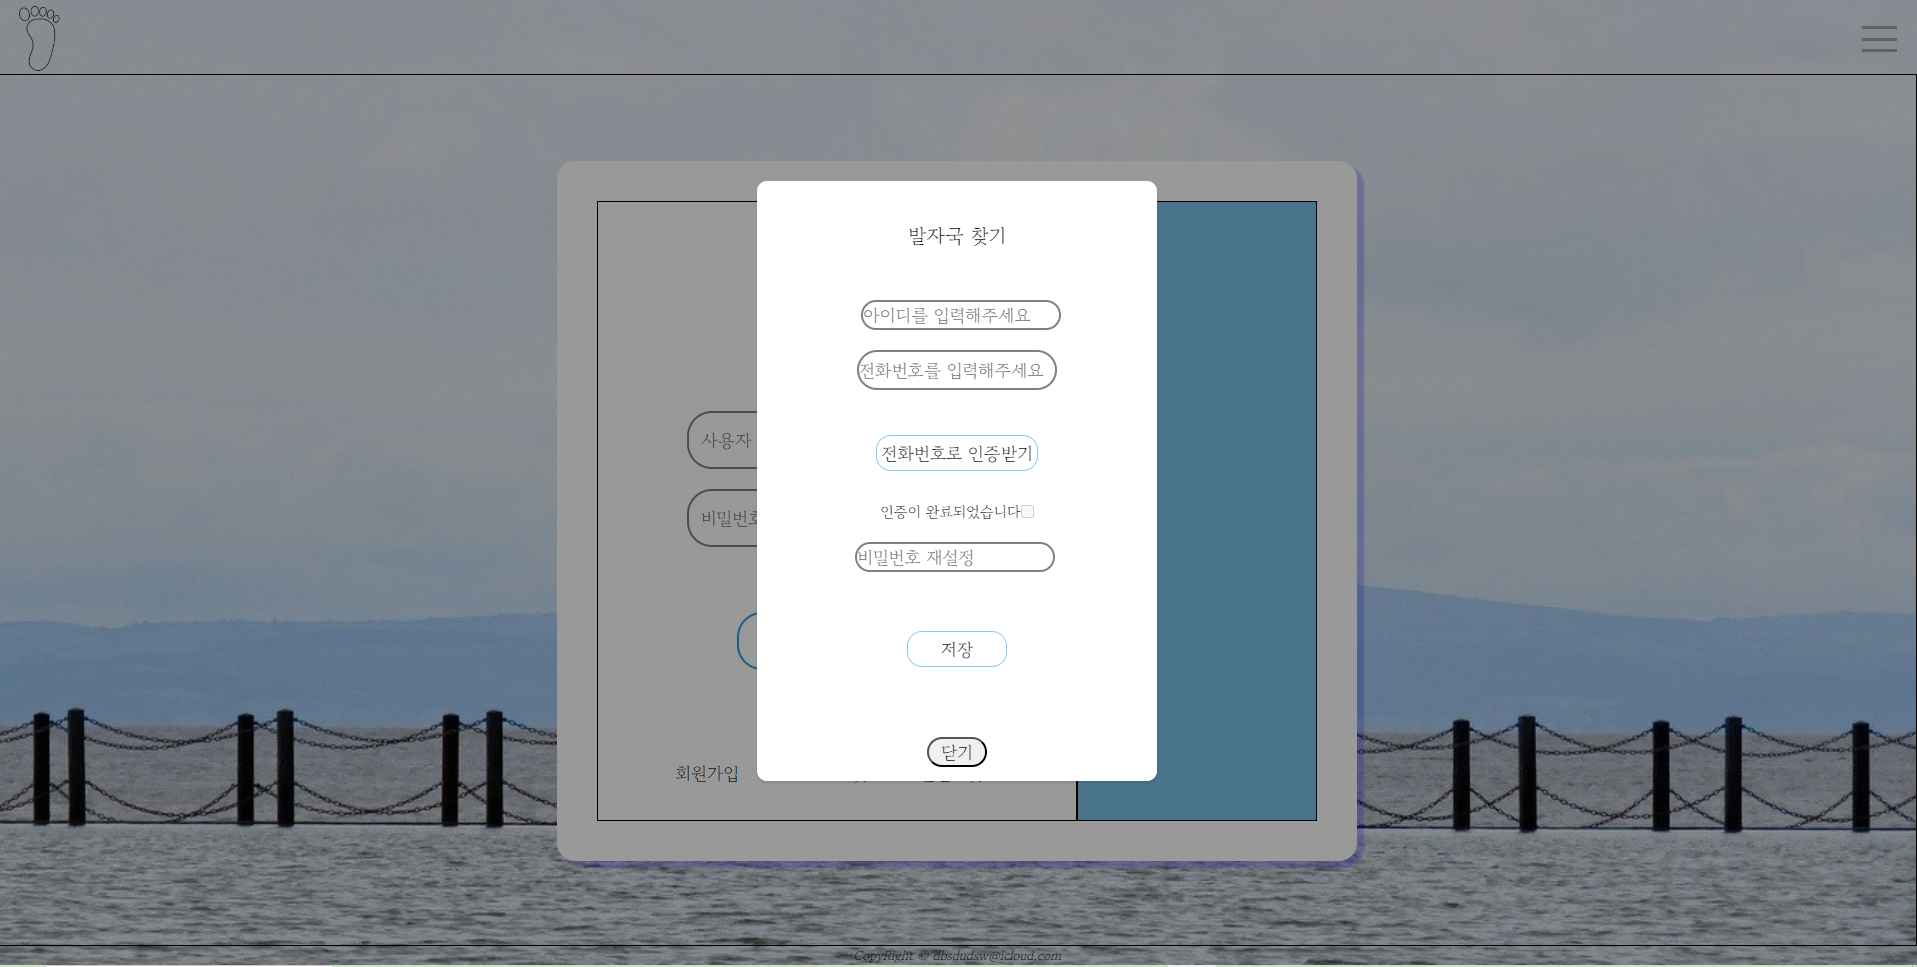 발자국 찾기
아이디를 입력해주세요
전화번호를 입력해주세요
사용자
전화번호로 인증받기
인증이 완료되었습니다
비밀번호
비밀번호 재설정
저장
닫기
회원가입
CopyRight © dbsdudsw@icloud.com